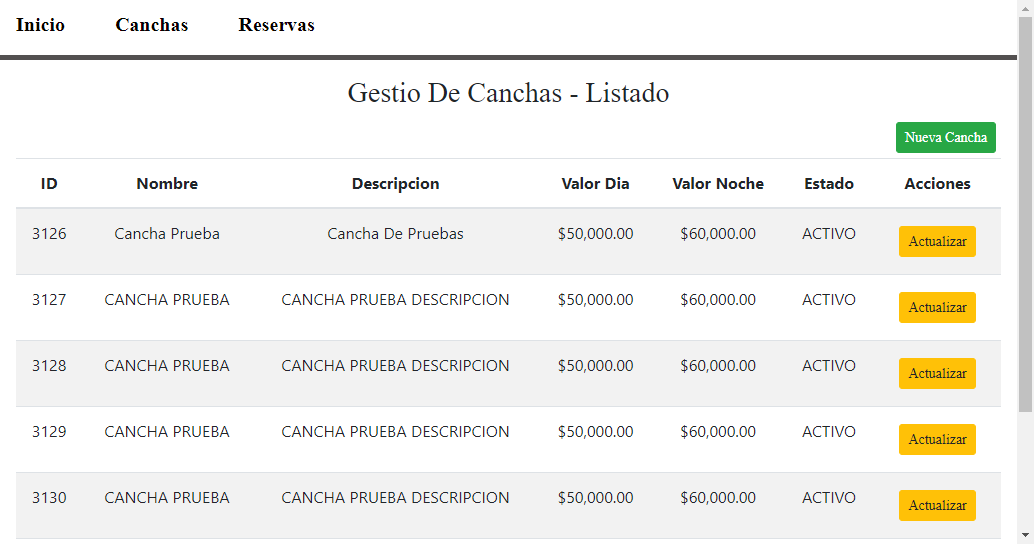 Inicio Canchas Reservas
Gestio De Canchas - Listado
Nueva Cancha
ID Nombre Descripcion Valor Dia Valor Noche Estado Acciones
3126 Cancha Prueba Cancha De Pruebas $50,000.00 $60,000.00 ACTIVO Actualizar
3127 CANCHA PRUEBA CANCHA PRUEBA DESCRIPCION $50,000.00 $60,000.00 ACTIVO Actualizar
3128 CANCHA PRUEBA CANCHA PRUEBA DESCRIPCION $50,000.00 $60,000.00 ACTIVO Actualizar
3129 CANCHA PRUEBA CANCHA PRUEBA DESCRIPCION $50,000.00 $60,000.00 ACTIVO Actualizar
3130 CANCHA PRUEBA CANCHA PRUEBA DESCRIPCION $50,000.00 $60,000.00 ACTIVO Actualizar